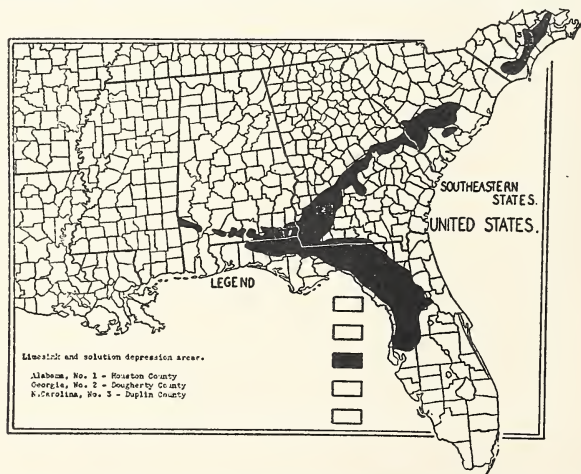 SOUTHEASTERN
STATES.
UNITED STATES.
LEGEND
Limesink and solution depression areas.
Alabama, No. 1 - Houston County
Georgia, No. 2 - Dougherty County
N.Carolina, No. 3 - Duplin County